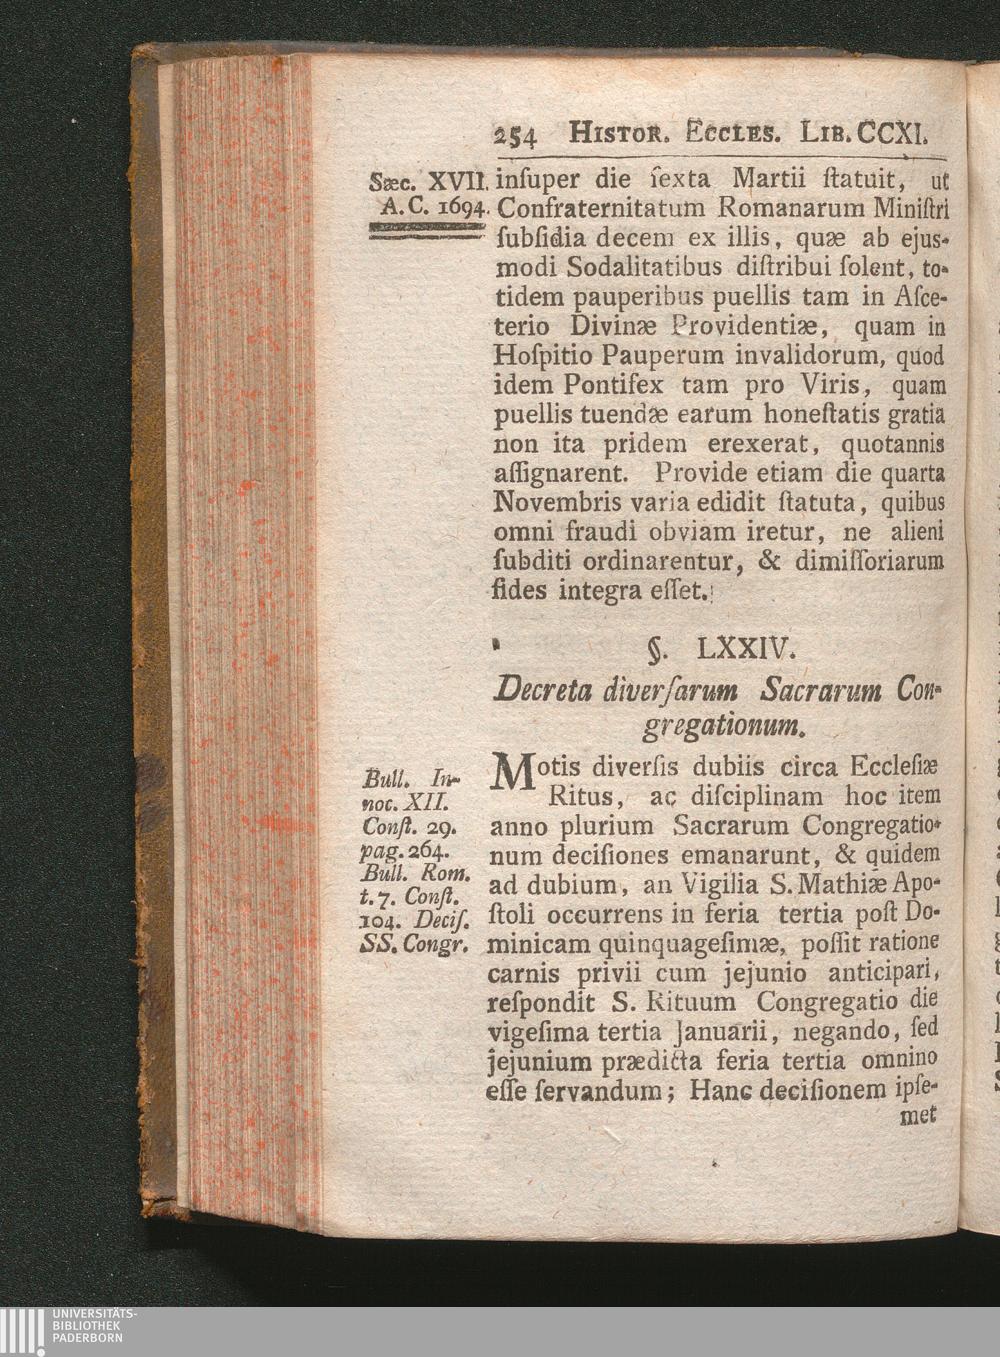 254 HISTOR. ECCLES. LIB. CCXI.
Sæc. XVII.
A. C. 1694.
inſuper die ſexta Martii ſtatuit, ut
Confraternitatum Romanarum Miniſtri
ſubſidia decem ex illis, quæ ab ejus-
modi Sodalitatibus diſtribui ſolent, to-
tidem pauperibus puellis tam in Aſce-
terio Divinæ Providentiæ, quam in
Hoſpitio Pauperum invalidorum, quod
idem Pontifex tam pro Viris, quam
puellis tuendæ earum honeſtatis gratia
non ita pridem erexerat, quotannis
aſſignarent. Provide etiam die quarta
Novembris varia edidit ſtatuta, quibus
omni fraudi obviam iretur, ne alieni
ſubditi ordinarentur, & dimiſſoriarum
fides integra eſſet.
§. LXXIV.
Decreta diverſarum Sacrarum Con-
gregationum.
Bull. In-
noc. XII.
Conſt. 29.
pag. 264.
Bull. Rom.
t. 7. Conſt.
104. Deciſ.
SS. Congr.
Motis diverſis dubiis circa Eccleſiæ
Ritus, ac diſciplinam hoc item
anno plurium Sacrarum Congregatio-
num deciſiones emanarunt, & quidem
ad dubium, an Vigilia S. Mathiæ Apo-
ſtoli occurrens in feria tertia poſt Do-
minicam quinquageſimæ, poſſit ratione
carnis privii cum jejunio anticipari,
reſpondit S. Rituum Congregatio die
vigeſima tertia Januarii, negando, ſed
jejunium prædicta feria tertia omnino
eſſe ſervandum; Hanc deciſionem ipſe-
met
UNIVERSITÄTS-
BIBLIOTHEK
PADERBORN